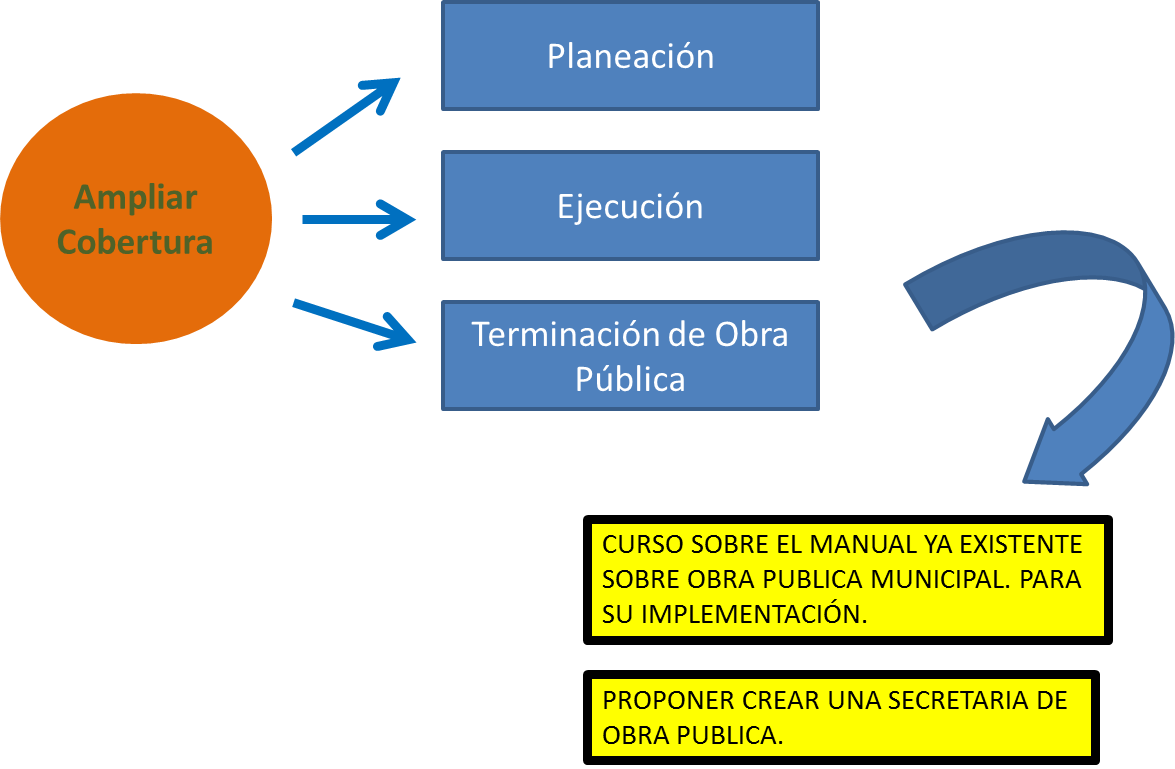 Ampliar
Cobertura
Planeación
Ejecución
Terminación de Obra
Pública
CURSO SOBRE EL MANUAL YA EXISTENTE
SOBRE OBRA PUBLICA MUNICIPAL. PARA
SU IMPLEMENTACIÓN.
PROPONER CREAR UNA SECRETARIA DE
OBRA PUBLICA.